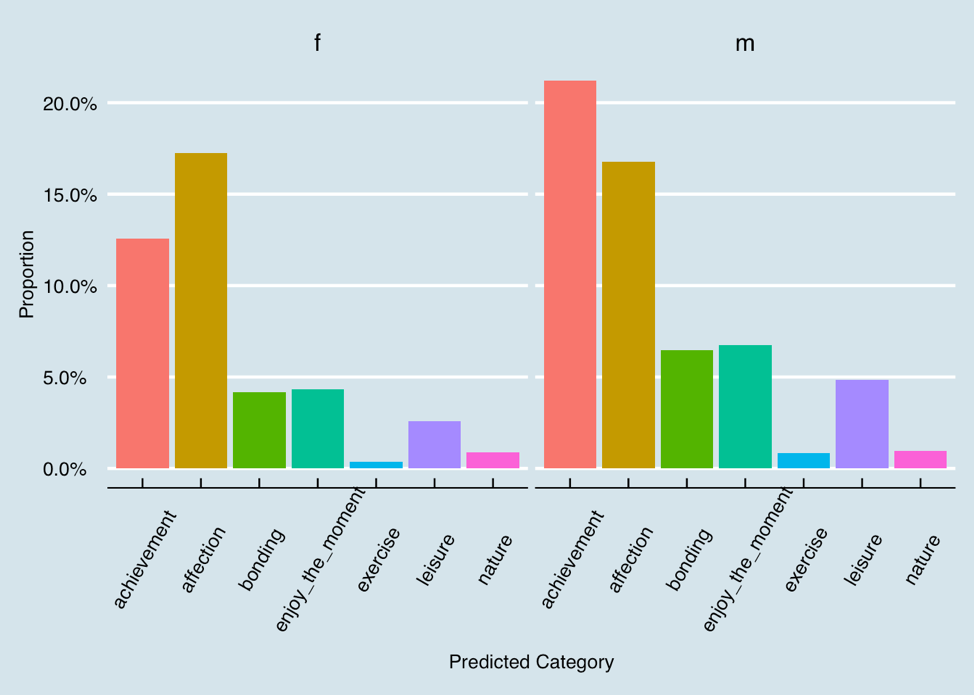 f
m
20.0%
15.0%
10.0%
5.0%
0.0%
Proportion
achievement
affection
bonding
enjoy_the_moment
exercise
leisure
nature
achievement
affection
bonding
enjoy_the_moment
exercise
leisure
nature
Predicted Category